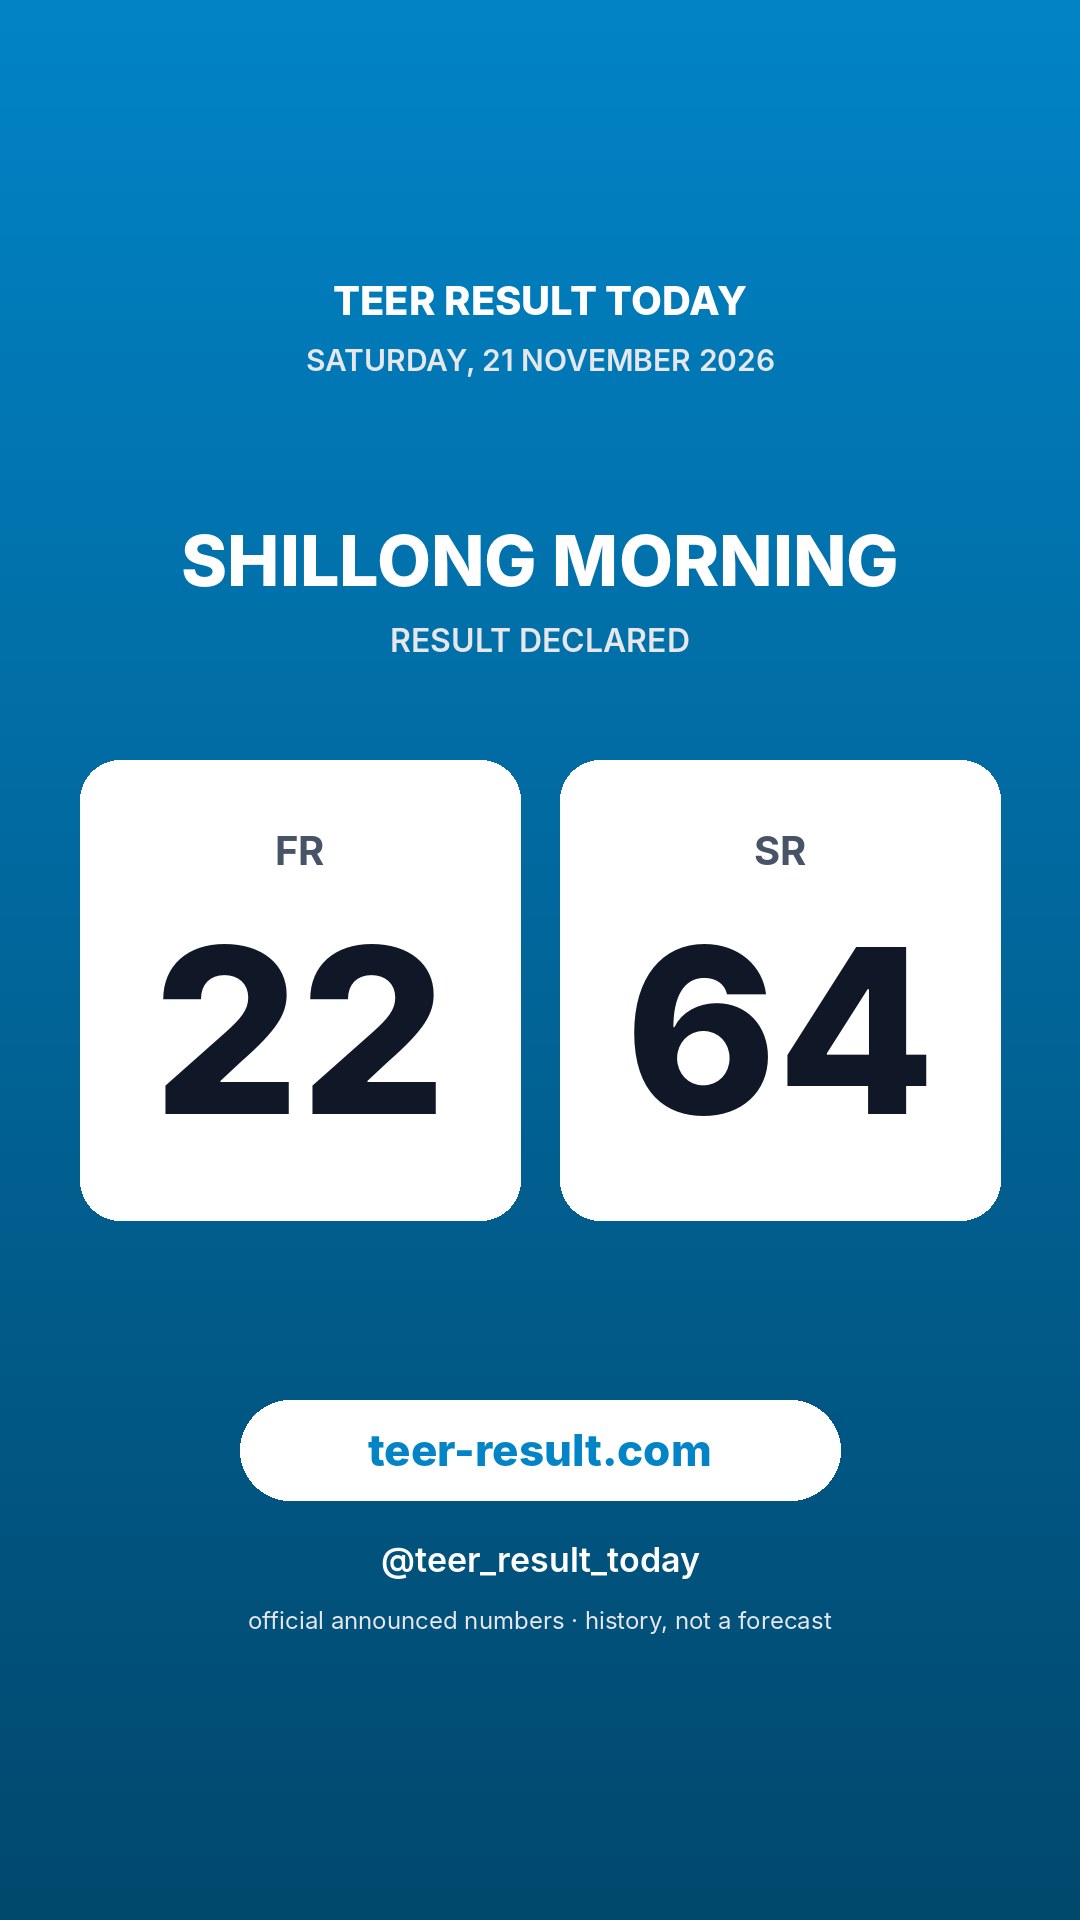 TEER RESULT TODAY
SATURDAY, 21 NOVEMBER 2026
SHILLONG MORNING
RESULT DECLARED
FR
22
SR
64
teer-result.com
@teer_result_today
official announced numbers · history, not a forecast